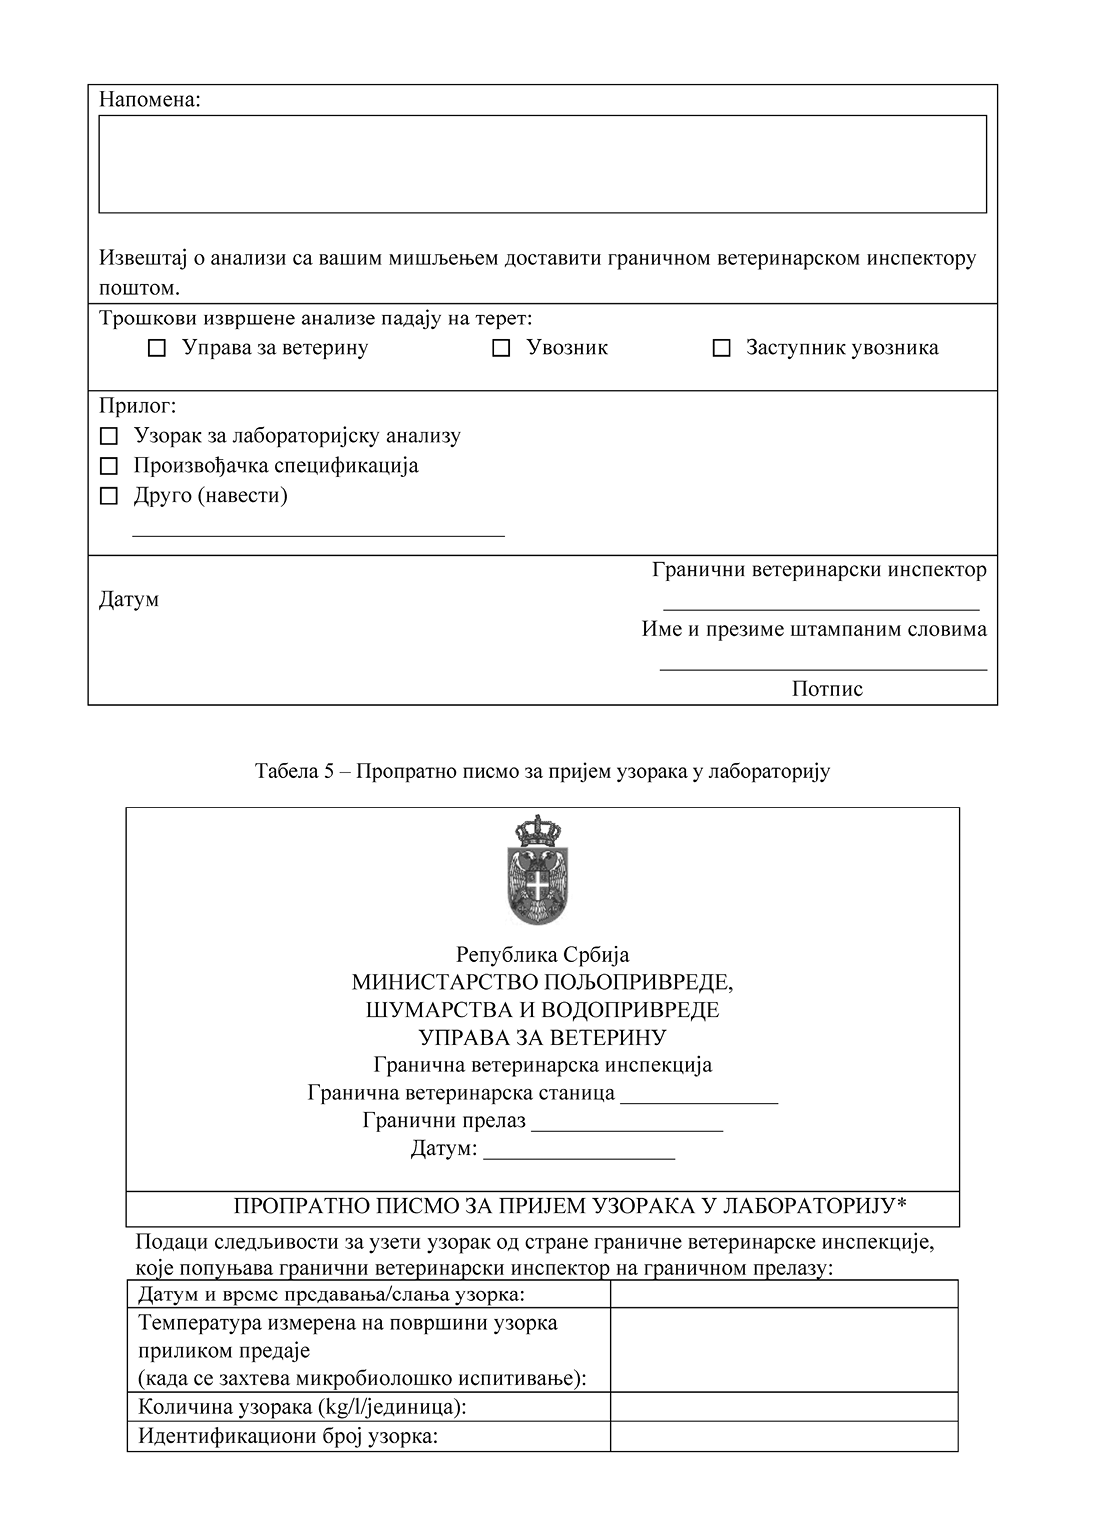 Напомена:
Извештај о анализи са вашим мишљењем доставити граничном ветеринарском инспектору
поштом.
Трошкови извршене анализе падају на терет:
☐ Управа за ветерину ☐ Увозник ☐ Заступник увозника
Прилог:
☐ Узорак за лабораторијску анализу
☐ Произвођачка спецификација
☐ Друго (навести)
Гранични ветеринарски инспектор
Датум
Име и презиме штампаним словима
Потпис
Табела 5 – Пропратно писмо за пријем узорака у лабораторију
Република Србија
МИНИСТАРСТВО ПОЉОПРИВРЕДЕ,
ШУМАРСТВА И ВОДОПРИВРЕДЕ
УПРАВА ЗА ВЕТЕРИНУ
Гранична ветеринарска инспекција
Гранична ветеринарска станица ______________
Гранични прелаз _________________
Датум: _________________
ПРОПРАТНО ПИСМО ЗА ПРИЈЕМ УЗОРАКА У ЛАБОРАТОРИЈУ*
Подаци следљивости за узети узорак од стране граничне ветеринарске инспекције,
које попуњава гранични ветеринарски инспектор на граничном прелазу:
Датум и време предавања/слања узорка:
Температура измерена на површини узорка
приликом предаје
(када се захтева микробиолошко испитивање):
Количина узорака (kg/l/јединица):
Идентификациони број узорка: